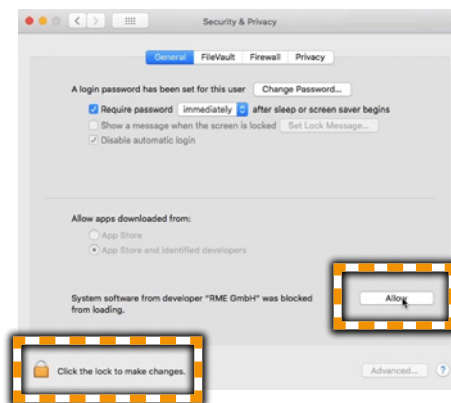 Security & Privacy
General FileVault Firewall Privacy
A login password has been set for this user Change Password...
Require password immediately after sleep or screen saver begins
Show a message when the screen is locked Set Lock Message...
Disable automatic login
Allow apps downloaded from:
App Store
App Store and identified developers
System software from developer “RME GmbH” was blocked Allow
from loading.
Click the lock to make changes. Advanced... ?